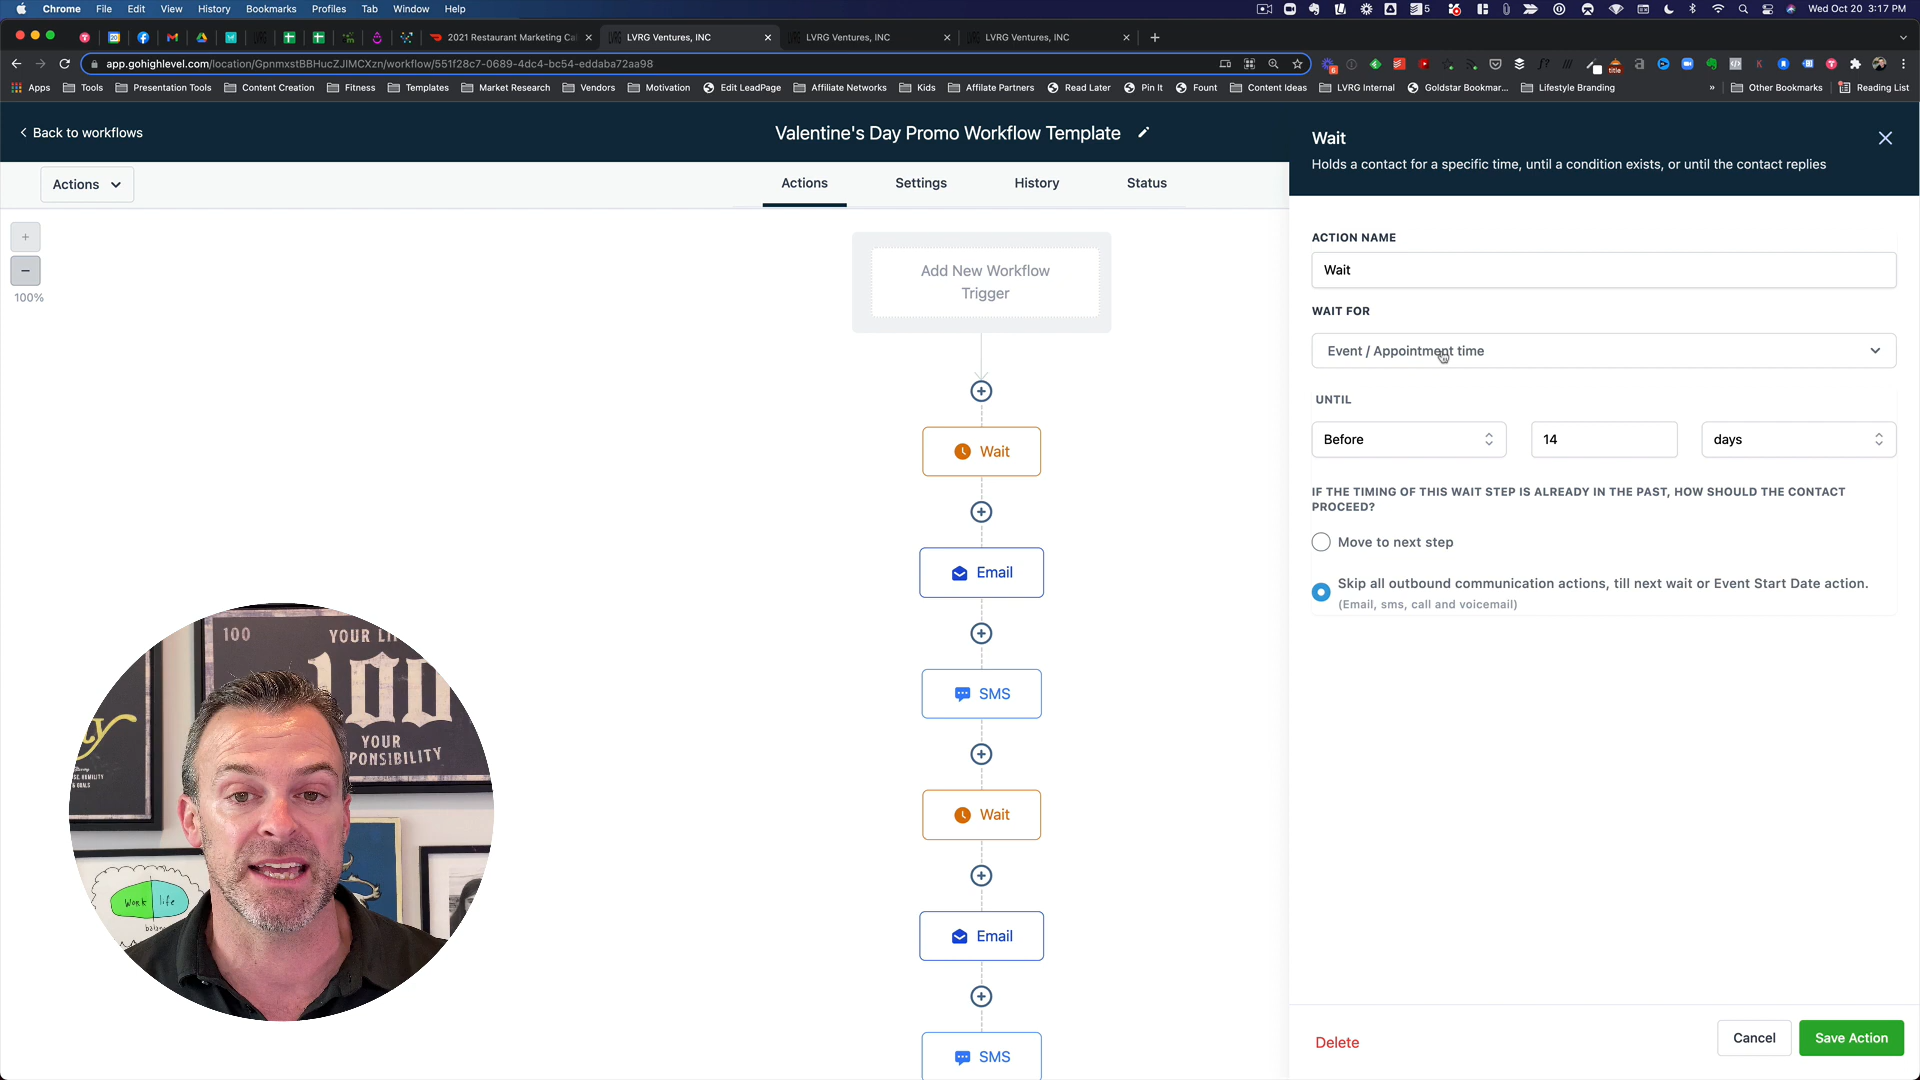 Chrome File Edit View History Bookmarks Profiles Tab Window Help
5
Wed Oct 20 3:17 PM
2021 Restaurant Marketing Ca
LVRG Ventures, INC
LVRG Ventures, INC
LVRG Ventures, INC
app.gohighlevel.com/location/GpnmxstBBHucZJlMCXzn/workflow/551f28c7-0689-4dc4-bc54-eddaba72aa98
Apps Tools Presentation Tools Content Creation Fitness Templates Market Research Vendors Motivation Edit LeadPage Affiliate Networks Kids Affilate Partners Read Later Pin It Fount Content Ideas LVRG Internal Goldstar Bookmar... Lifestyle Branding » Other Bookmarks Reading List
Back to workflows
Valentine's Day Promo Workflow Template
Actions
Actions
Settings
History
Status
100%
Add New Workflow
Trigger
Wait
Email
SMS
Wait
Email
SMS
Wait
Holds a contact for a specific time, until a condition exists, or until the contact replies
ACTION NAME
Wait
WAIT FOR
Event / Appointment time
UNTIL
Before
14
days
IF THE TIMING OF THIS WAIT STEP IS ALREADY IN THE PAST, HOW SHOULD THE CONTACT
PROCEED?
Move to next step
Skip all outbound communication actions, till next wait or Event Start Date action.
(Email, sms, call and voicemail)
Delete
Cancel
Save Action
100
YOUR
100
YOUR
work life